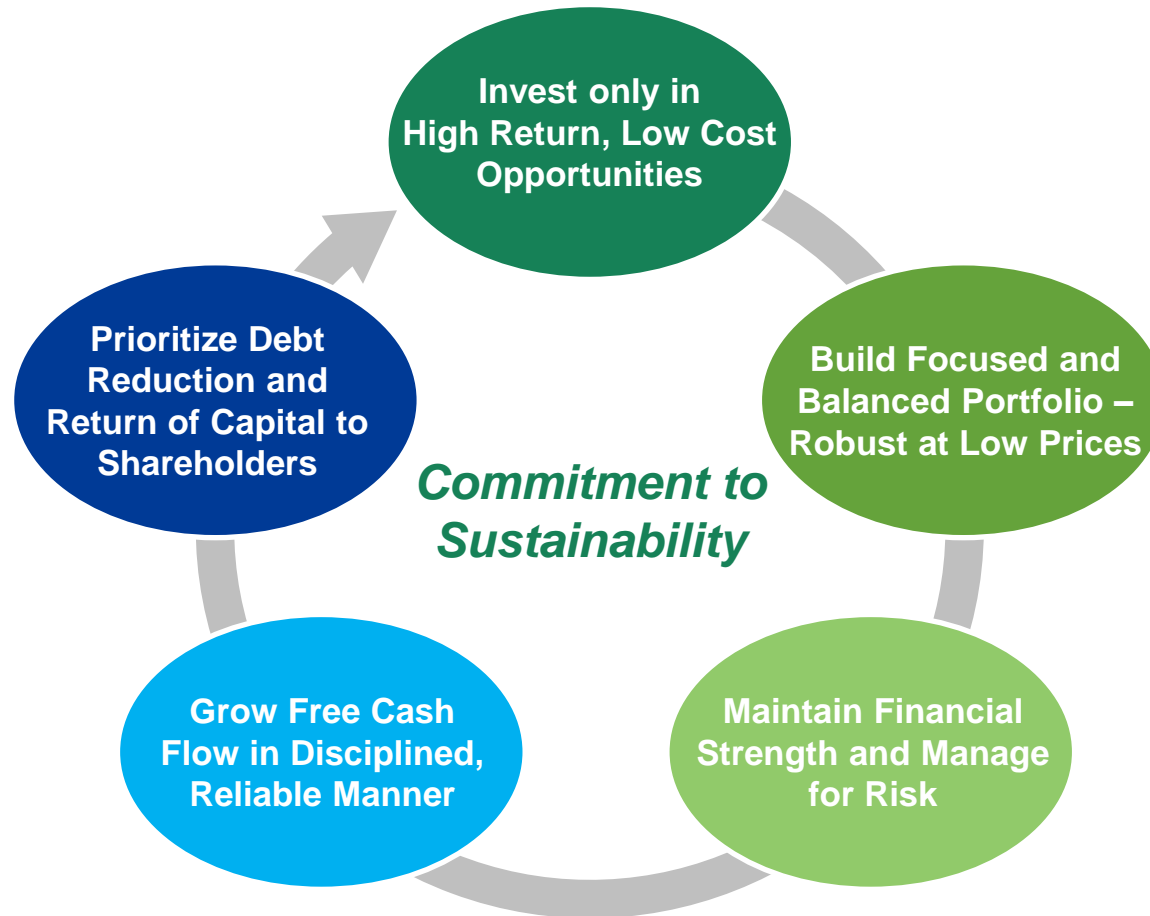 Invest only in
High Return, Low Cost
Opportunities
Build Focused and
Balanced Portfolio –
Robust at Low Prices
Maintain Financial
Strength and Manage
for Risk
Grow Free Cash
Flow in Disciplined,
Reliable Manner
Prioritize Debt
Reduction and
Return of Capital to
Shareholders
Commitment to
Sustainability